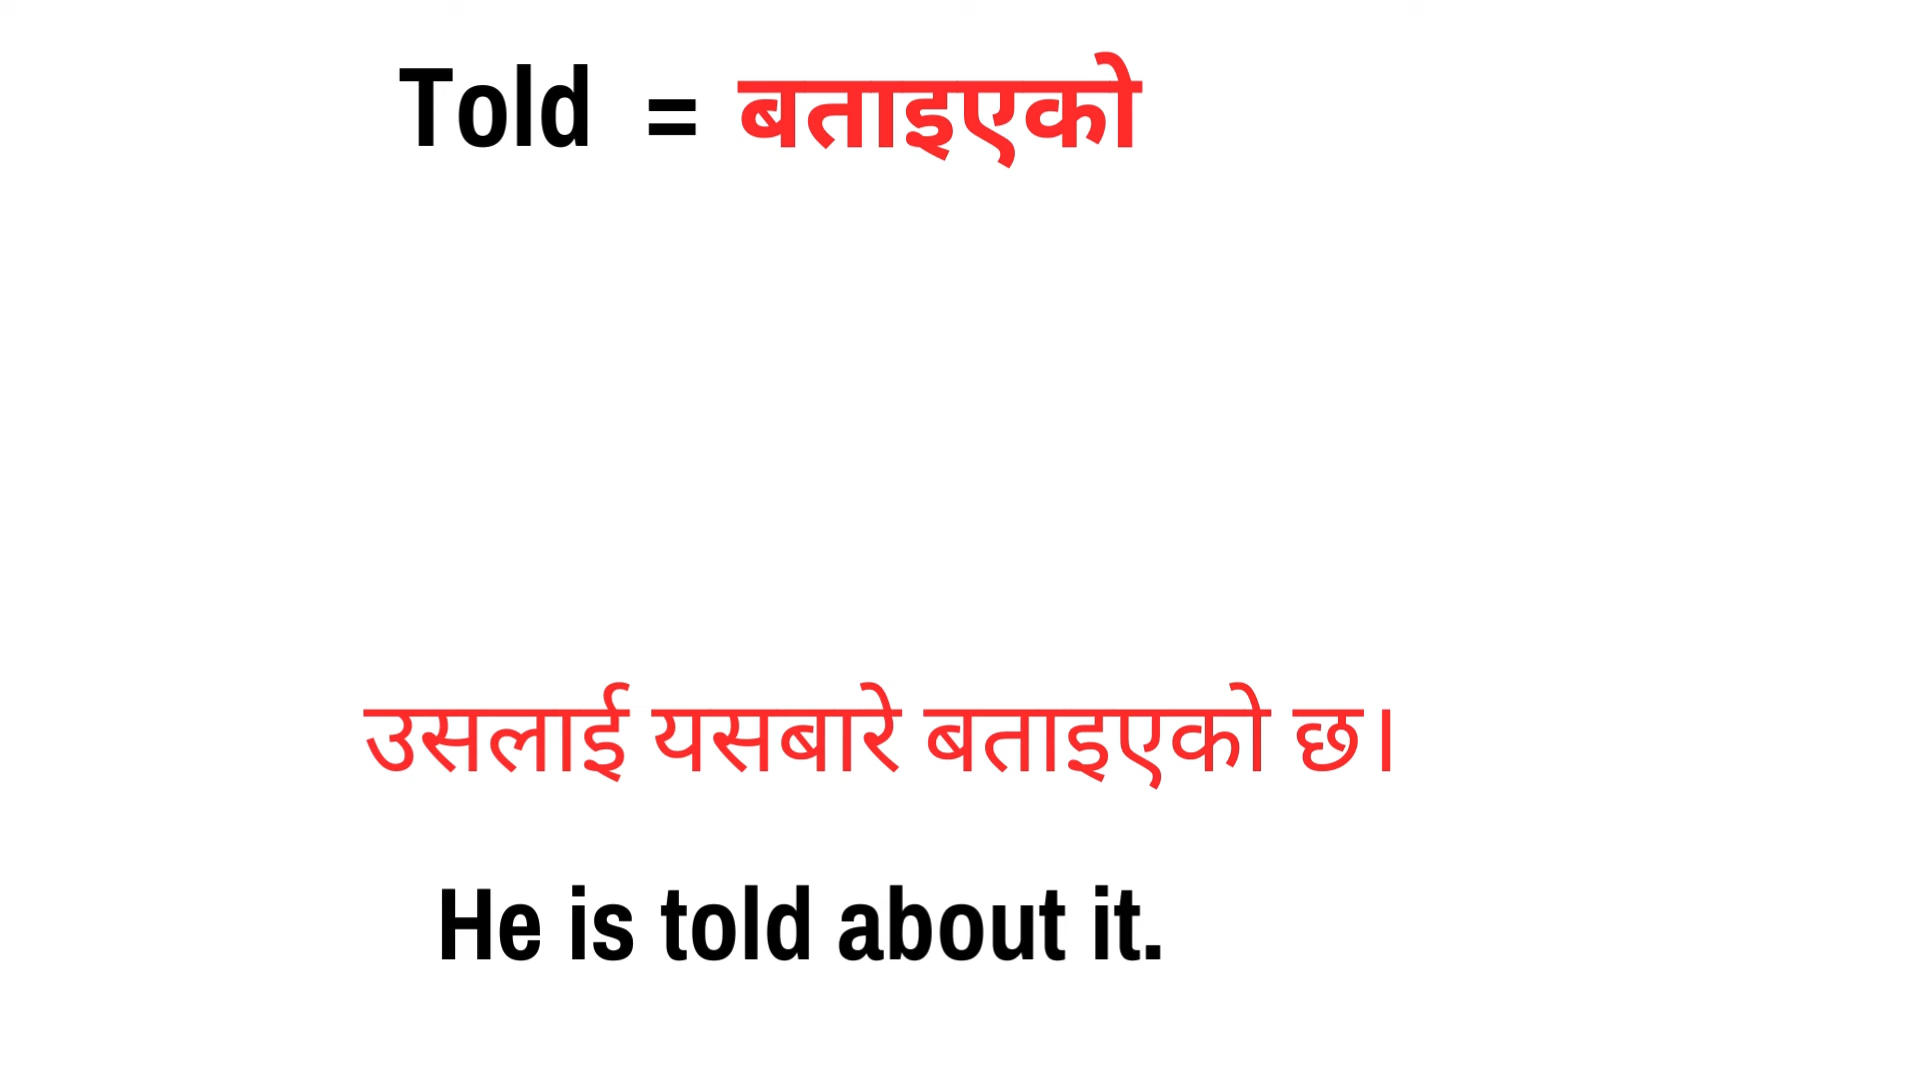 Told = बताइएको
उसलाई यसबारे बताइएको छ।
He is told about it.